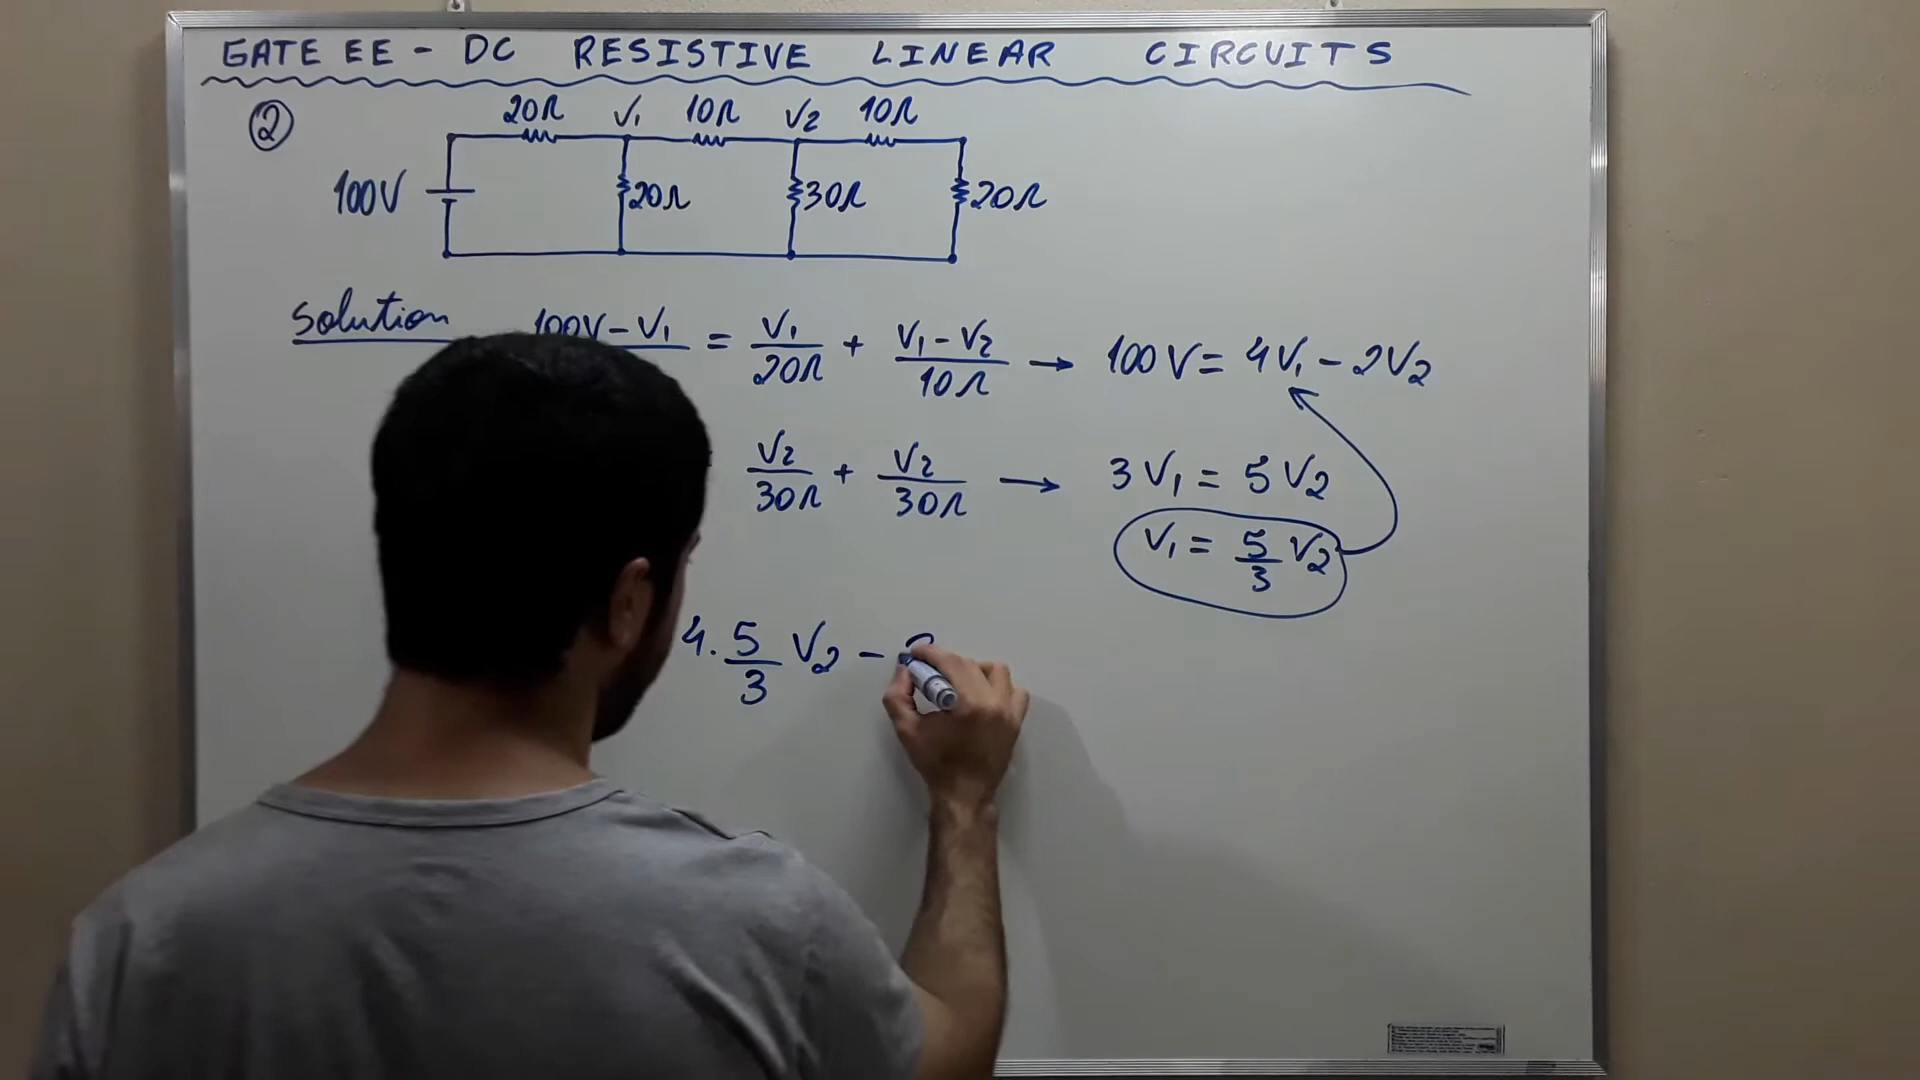 GATE EE - DC RESISTIVE LINEAR CIRCUITS
② 20Ω V₁ 10Ω V₂ 10Ω
100V 20Ω 30Ω 20Ω
Solution 100V - V₁ = V₁/20Ω + (V₁ - V₂)/10Ω → 100V = 4V₁ - 2V₂
V₂/30Ω + V₂/30Ω → 3V₁ = 5V₂
V₁ = 5/3 V₂
4 · 5/3 V₂ -